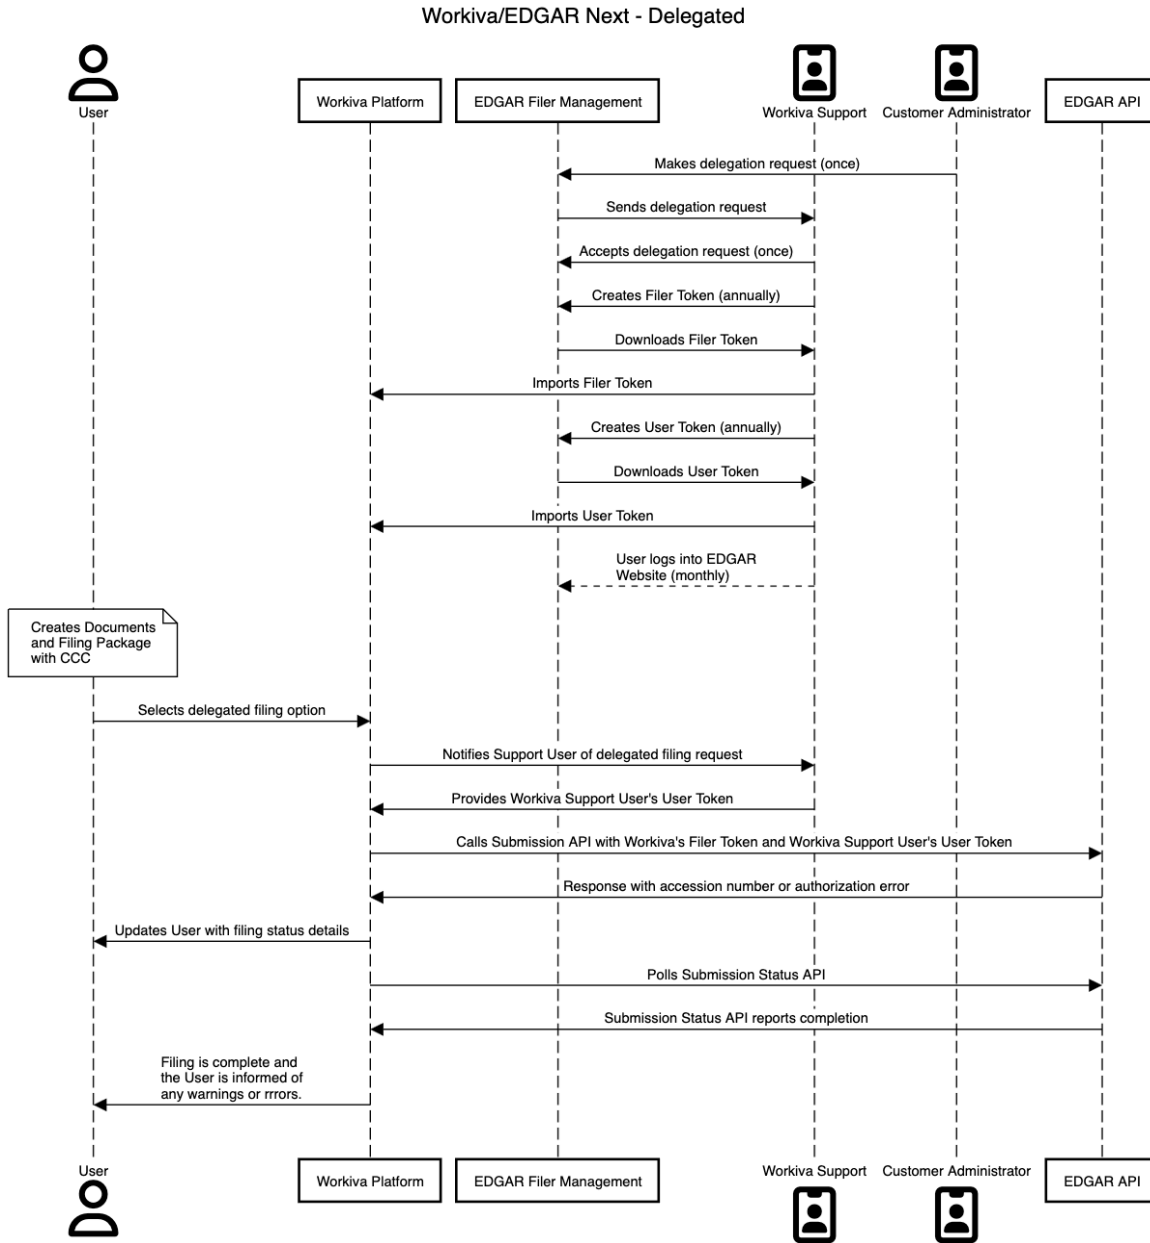 Workiva/EDGAR Next - Delegated
User
Workiva Platform
EDGAR Filer Management
Workiva Support
Customer Administrator
EDGAR API
Makes delegation request (once)
Sends delegation request
Accepts delegation request (once)
Creates Filer Token (annually)
Downloads Filer Token
Imports Filer Token
Creates User Token (annually)
Downloads User Token
Imports User Token
User logs into EDGAR
Website (monthly)
Creates Documents
and Filing Package
with CCC
Selects delegated filing option
Notifies Support User of delegated filing request
Provides Workiva Support User's User Token
Calls Submission API with Workiva's Filer Token and Workiva Support User's User Token
Response with accession number or authorization error
Updates User with filing status details
Polls Submission Status API
Submission Status API reports completion
Filing is complete and
the User is informed of
any warnings or rrrors.
User
Workiva Platform
EDGAR Filer Management
Workiva Support
Customer Administrator
EDGAR API